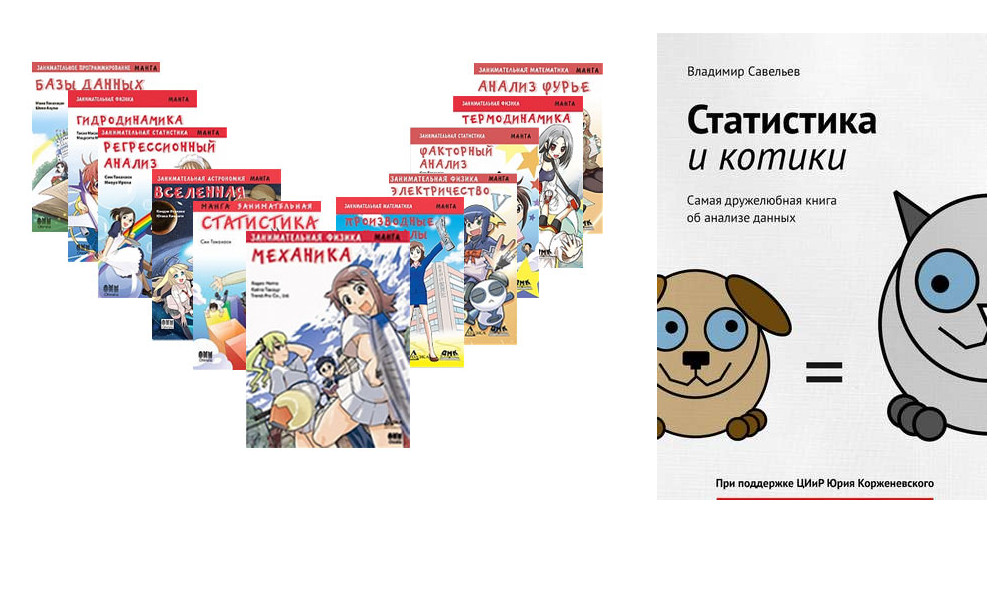 ЗАНИМАТЕЛЬНОЕ ПРОГРАММИРОВАНИЕ МАНГА
БАЗЫ ДАННЫХ
ЗАНИМАТЕЛЬНАЯ ФИЗИКА МАНГА
ГИДРОДИНАМИКА
ЗАНИМАТЕЛЬНАЯ СТАТИСТИКА МАНГА
РЕГРЕССИОННЫЙ
АНАЛИЗ
Син Такахаси
ЗАНИМАТЕЛЬНАЯ АСТРОНОМИЯ МАНГА
ВСЕЛЕННАЯ
МАНГА ЗАНИМАТЕЛЬНАЯ
СТАТИСТИКА
Син Такахаси
ЗАНИМАТЕЛЬНАЯ ФИЗИКА МАНГА
МЕХАНИКА
ЗАНИМАТЕЛЬНАЯ МАТЕМАТИКА МАНГА
ПРОИЗВОДНЫЕ
ЗАНИМАТЕЛЬНАЯ ФИЗИКА МАНГА
ЭЛЕКТРИЧЕСТВО
ЗАНИМАТЕЛЬНАЯ СТАТИСТИКА МАНГА
ФАКТОРНЫЙ
АНАЛИЗ
ЗАНИМАТЕЛЬНАЯ ФИЗИКА МАНГА
ТЕРМОДИНАМИКА
ЗАНИМАТЕЛЬНАЯ МАТЕМАТИКА МАНГА
АНАЛИЗ ФУРЬЕ
Владимир Савельев
Статистика
и котики
Самая дружелюбная книга
об анализе данных
=
При поддержке ЦИиР Юрия Корженевского